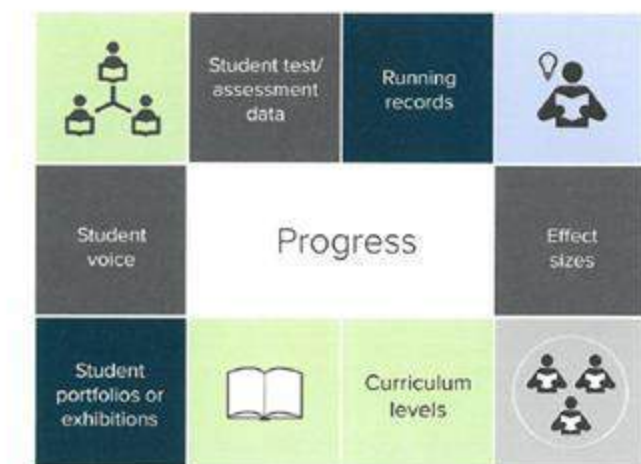 Student test/
assessment
data
Running
records
Student
voice
Progress
Effect
sizes
Student
portfolios or
exhibitions
Curriculum
levels